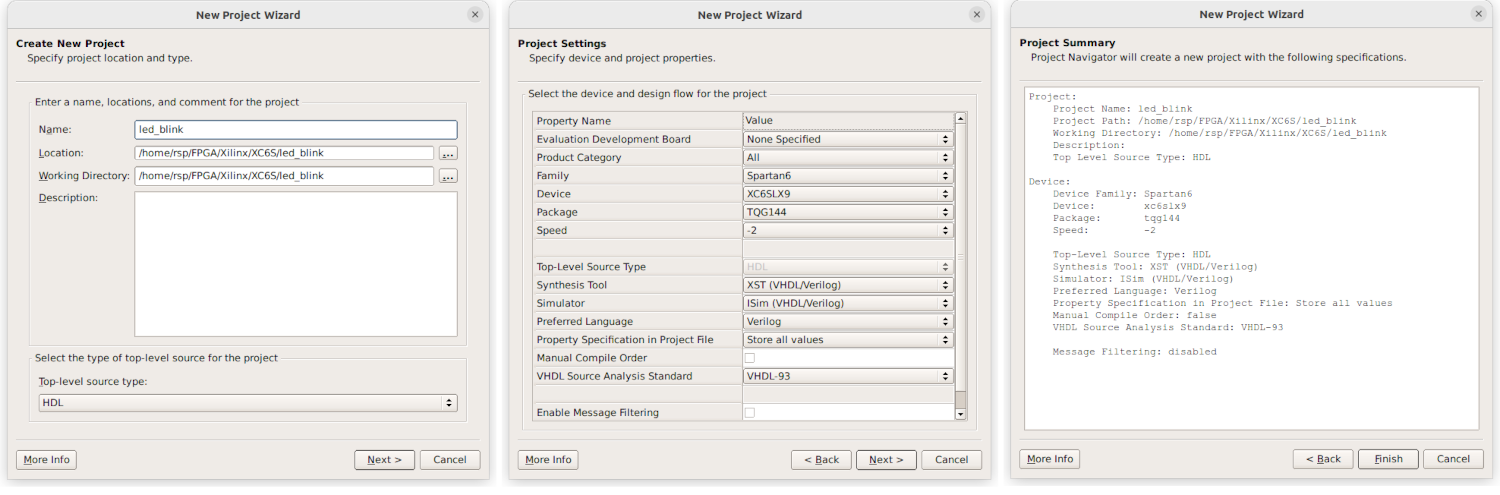 New Project Wizard
Create New Project
Specify project location and type.
Enter a name, locations, and comment for the project
Name: led_blink
Location: /home/rsp/FPGA/Xilinx/XC6S/led_blink ...
Working Directory: /home/rsp/FPGA/Xilinx/XC6S/led_blink ...
Description:
Select the type of top-level source for the project
Top-level source type:
HDL
More Info Next > Cancel
New Project Wizard
Project Settings
Specify device and project properties.
Select the device and design flow for the project
Property Name Value
Evaluation Development Board None Specified
Product Category All
Family Spartan6
Device XC6SLX9
Package TQG144
Speed -2
Top-Level Source Type HDL
Synthesis Tool XST (VHDL/Verilog)
Simulator ISim (VHDL/Verilog)
Preferred Language Verilog
Property Specification in Project File Store all values
Manual Compile Order
VHDL Source Analysis Standard VHDL-93
Enable Message Filtering
More Info < Back Next > Cancel
New Project Wizard
Project Summary
Project Navigator will create a new project with the following specifications.
Project:
Project Name: led_blink
Project Path: /home/rsp/FPGA/Xilinx/XC6S/led_blink
Working Directory: /home/rsp/FPGA/Xilinx/XC6S/led_blink
Description:
Top Level Source Type: HDL
Device:
Device Family: Spartan6
Device: xc6slx9
Package: tqg144
Speed: -2
Top-Level Source Type: HDL
Synthesis Tool: XST (VHDL/Verilog)
Simulator: ISim (VHDL/Verilog)
Preferred Language: Verilog
Property Specification in Project File: Store all values
Manual Compile Order: false
VHDL Source Analysis Standard: VHDL-93
Message Filtering: disabled
More Info < Back Finish Cancel